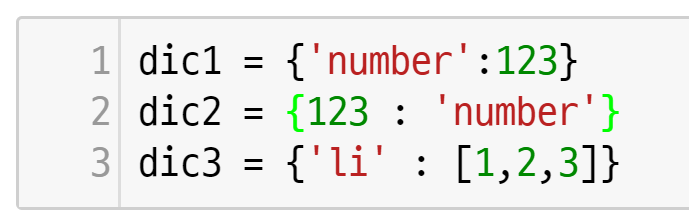 1 dic1 = {'number':123}
2 dic2 = {123 : 'number'}
3 dic3 = {'li' : [1,2,3]}